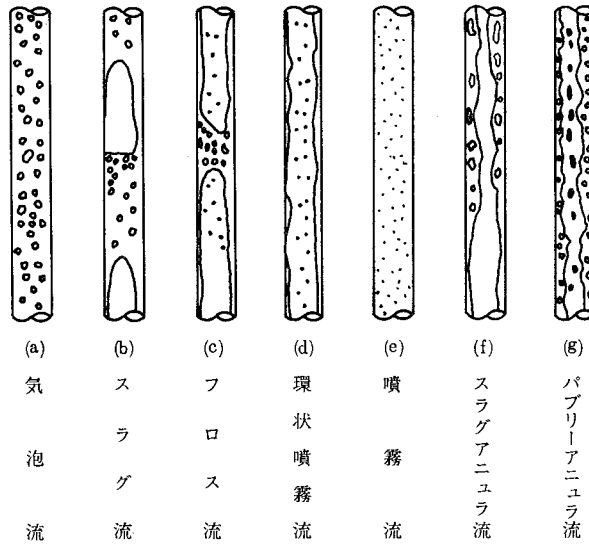 (a) (b) (c) (d) (e) (f) (g)
気泡流
スラグ流
フロス流
環状噴霧流
噴霧流
スラグアニュラ流
バブリーアニュラ流